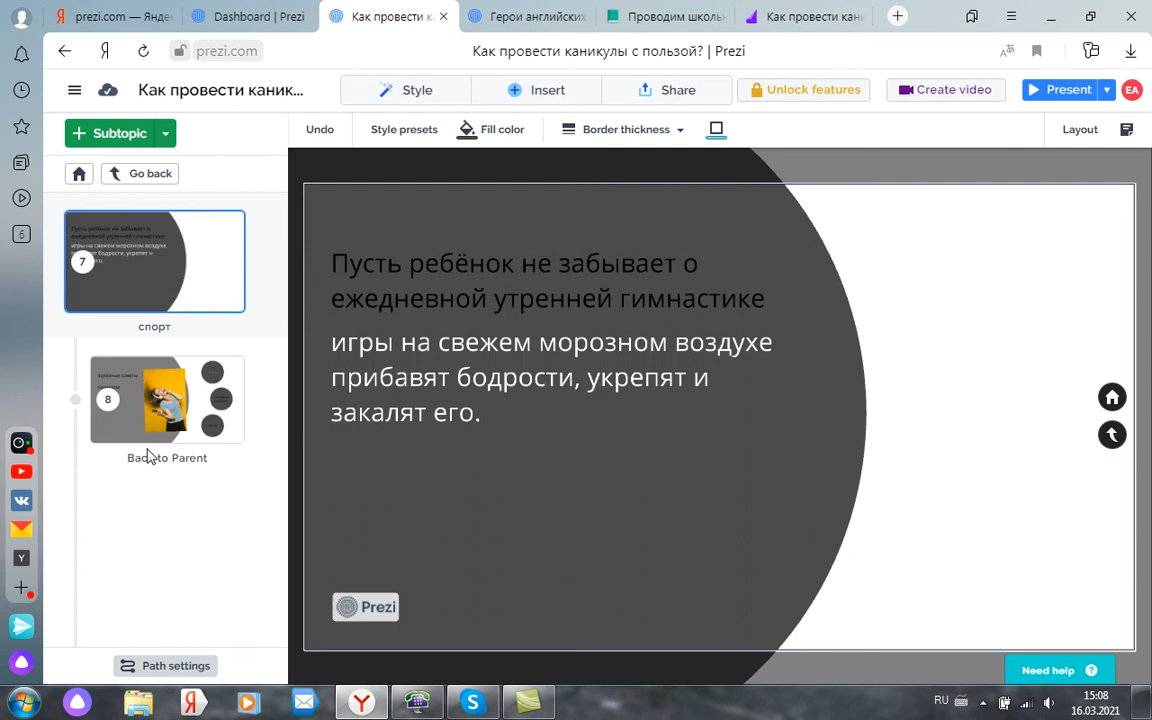 prezi.com — Яндe
Dashboard | Prezi
Как провести к
Герои английских
Проводим школь
Как провести кан
prezi.com
Как провести каникулы с пользой? | Prezi
Как провести каник...
Style
Insert
Share
Unlock features
Create video
Present
EA
Subtopic
Undo
Style presets
Fill color
Border thickness
Layout
Go back
7
спорт
8
Back to Parent
Пусть ребёнок не забывает о
ежедневной утренней гимнастике
игры на свежем морозном воздухе
прибавят бодрости, укрепят и
закалят его.
Prezi
Path settings
Need help ?
6
Y
RU
15:08
16.03.2021